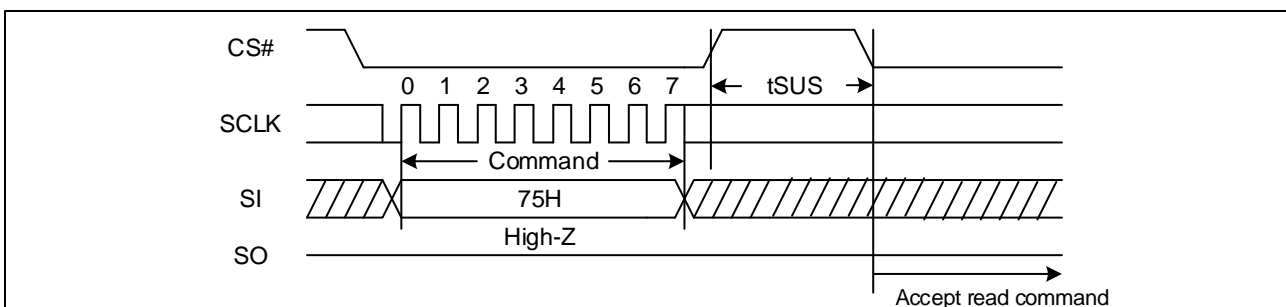 CS#
tSUS
0 1 2 3 4 5 6 7
SCLK
Command
SI
75H
High-Z
SO
Accept read command